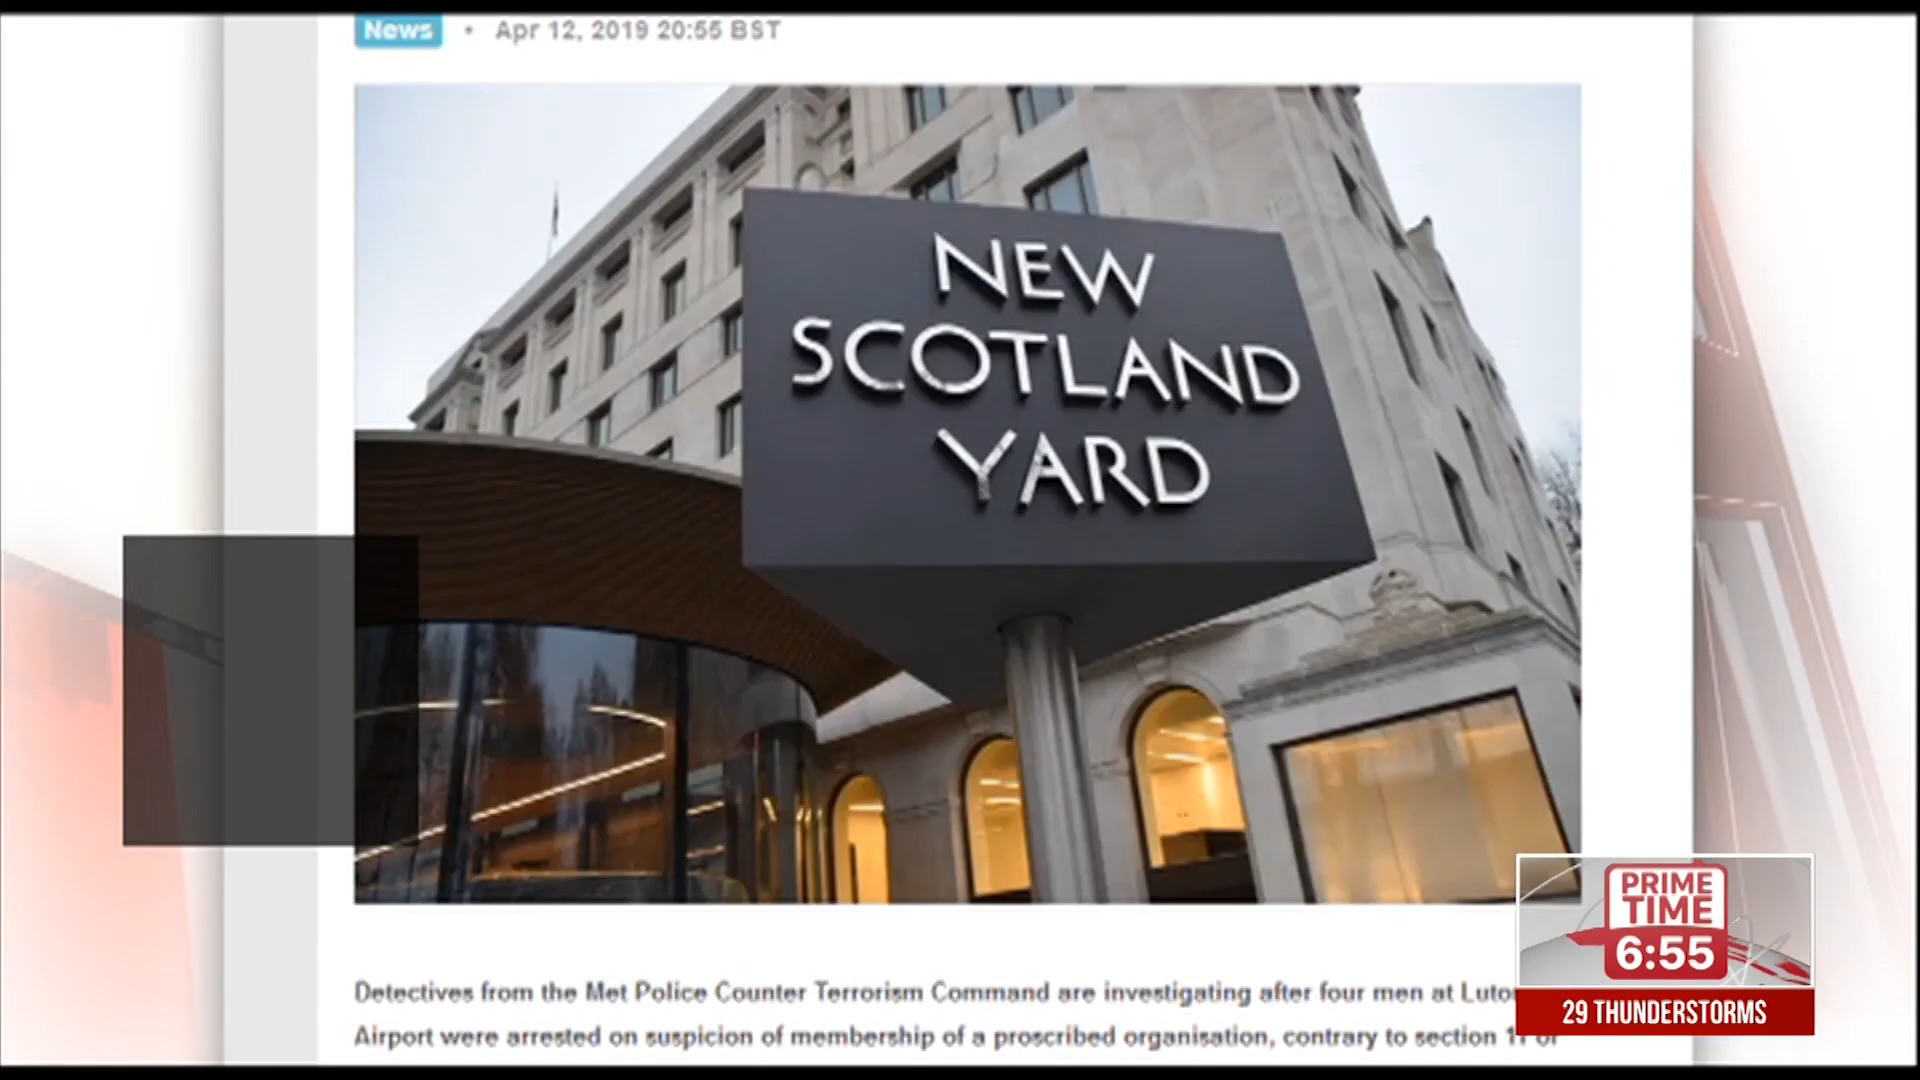 News • Apr 12, 2019 20:55 BST
NEW
SCOTLAND
YARD
Detectives from the Met Police Counter Terrorism Command are investigating after four men at
Airport were arrested on suspicion of membership of a proscribed organisation, contrary to section
PRIME
TIME
6:55
29 THUNDERSTORMS